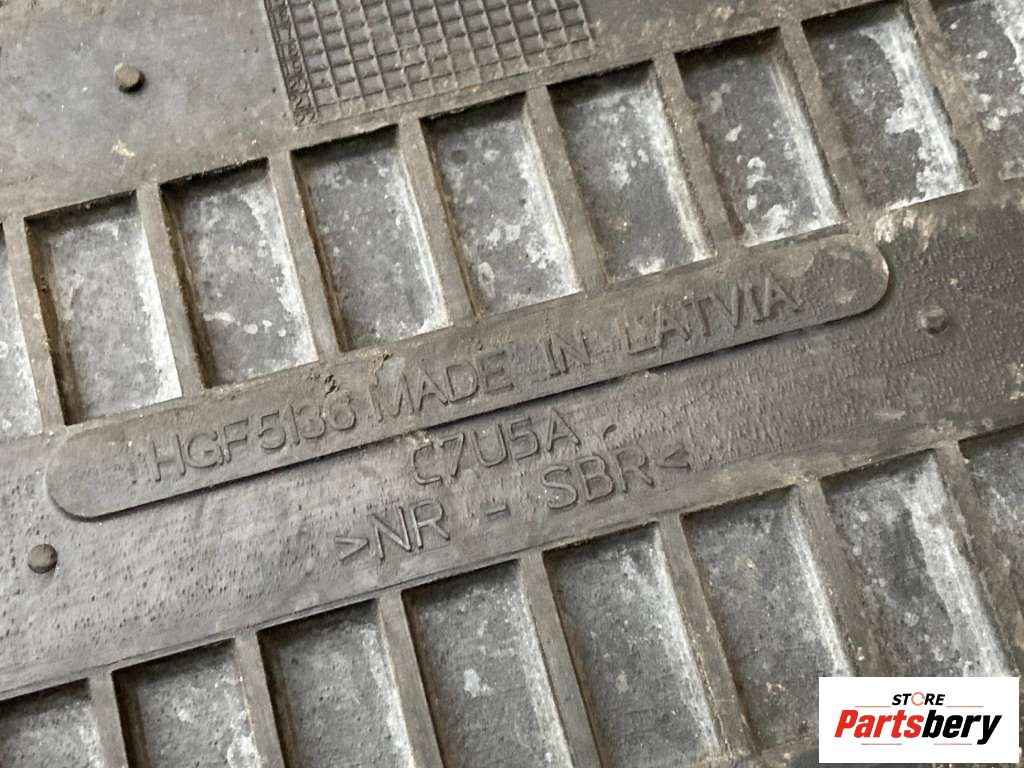 HGF5136 MADE IN LATVIA
C7U5A
>NR - SBR<
STORE
Partsbery